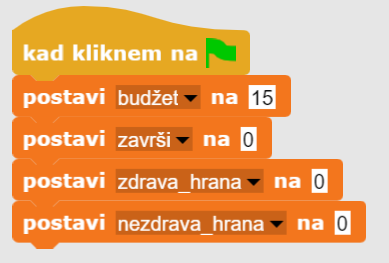 kad kliknem na
postavi budžet na 15
postavi završi na 0
postavi zdrava_hrana na 0
postavi nezdrava_hrana na 0